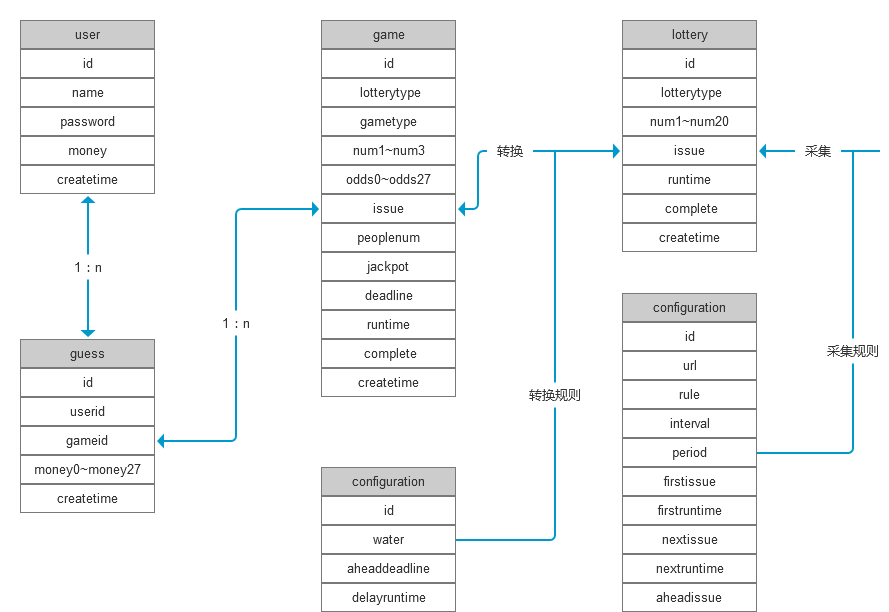 user
id
name
password
money
createtime
1：n
guess
id
userid
gameid
money0~money27
createtime
1：n
game
id
lotterytype
gametype
num1~num3
odds0~odds27
issue
peoplenum
jackpot
deadline
runtime
complete
createtime
configuration
id
water
aheaddeadline
delayruntime
转换
转换规则
lottery
id
lotterytype
num1~num20
issue
runtime
complete
createtime
configuration
id
url
rule
interval
period
firstissue
firstruntime
nextissue
nextruntime
aheadissue
采集
采集规则